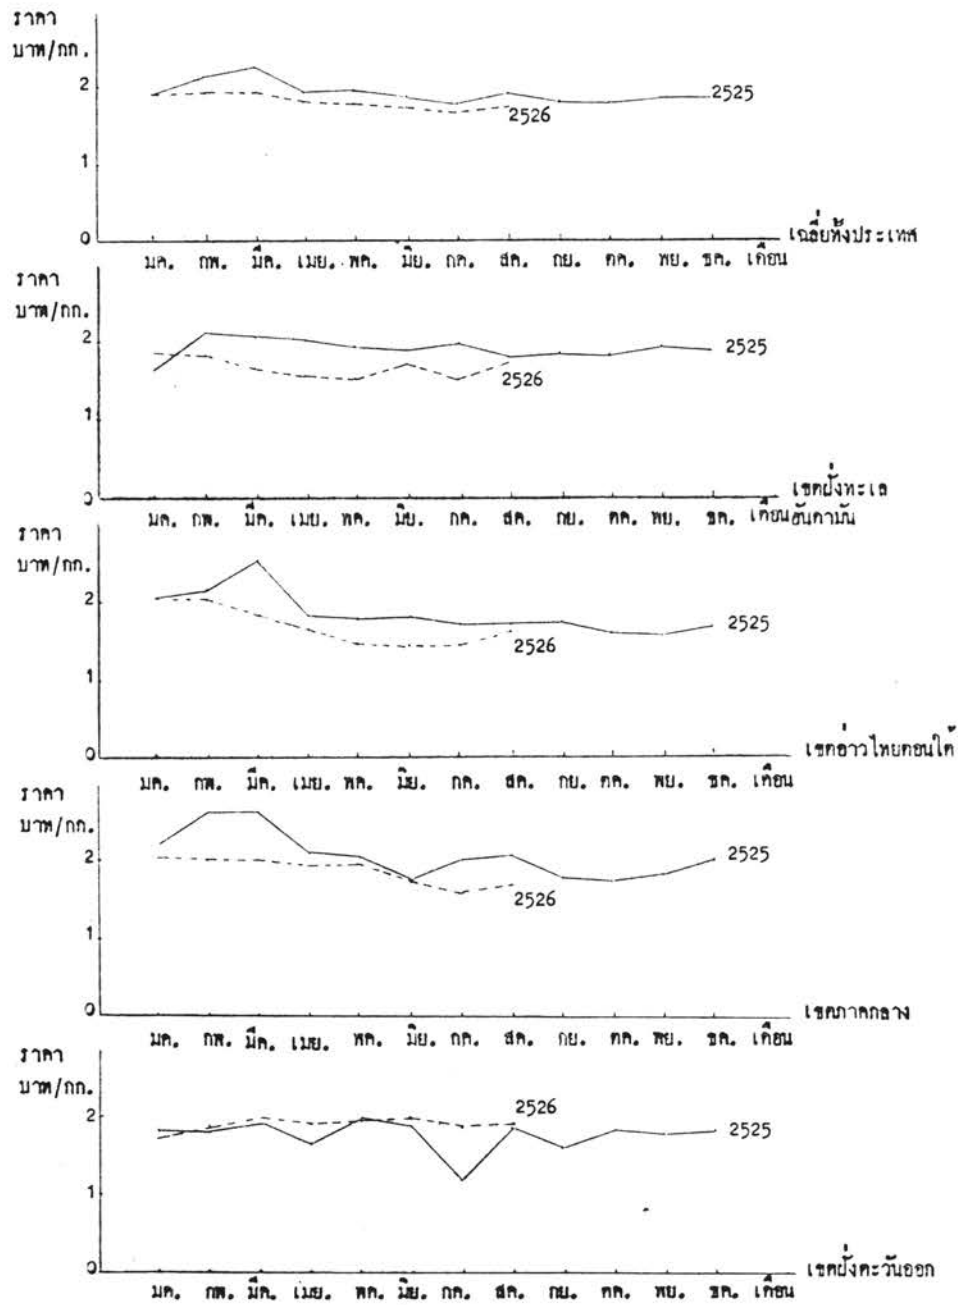 ราคา
บาท/กก.
2
1
0
2525
2526
เฉลี่ยทั้งประเทศ
มค. กพ. มีค. เมย. พค. มิย. กค. สค. กย. ตค. พย. ธค. เดือน
ราคา
บาท/กก.
2
1
0
2525
2526
เขตฝั่งทะเล
อันดามัน
มค. กพ. มีค. เมย. พค. มิย. กค. สค. กย. ตค. พย. ธค. เดือน
ราคา
บาท/กก.
2
1
0
2525
2526
เขตอ่าวไทยตอนใต้
มค. กพ. มีค. เมย. พค. มิย. กค. สค. กย. ตค. พย. ธค. เดือน
ราคา
บาท/กก.
2
1
0
2525
2526
เขตภาคกลาง
มค. กพ. มีค. เมย. พค. มิย. กค. สค. กย. ตค. พย. ธค. เดือน
ราคา
บาท/กก.
2
1
0
2526
2525
เขตฝั่งตะวันออก
มค. กพ. มีค. เมย. พค. มิย. กค. สค. กย. ตค. พย. ธค. เดือน